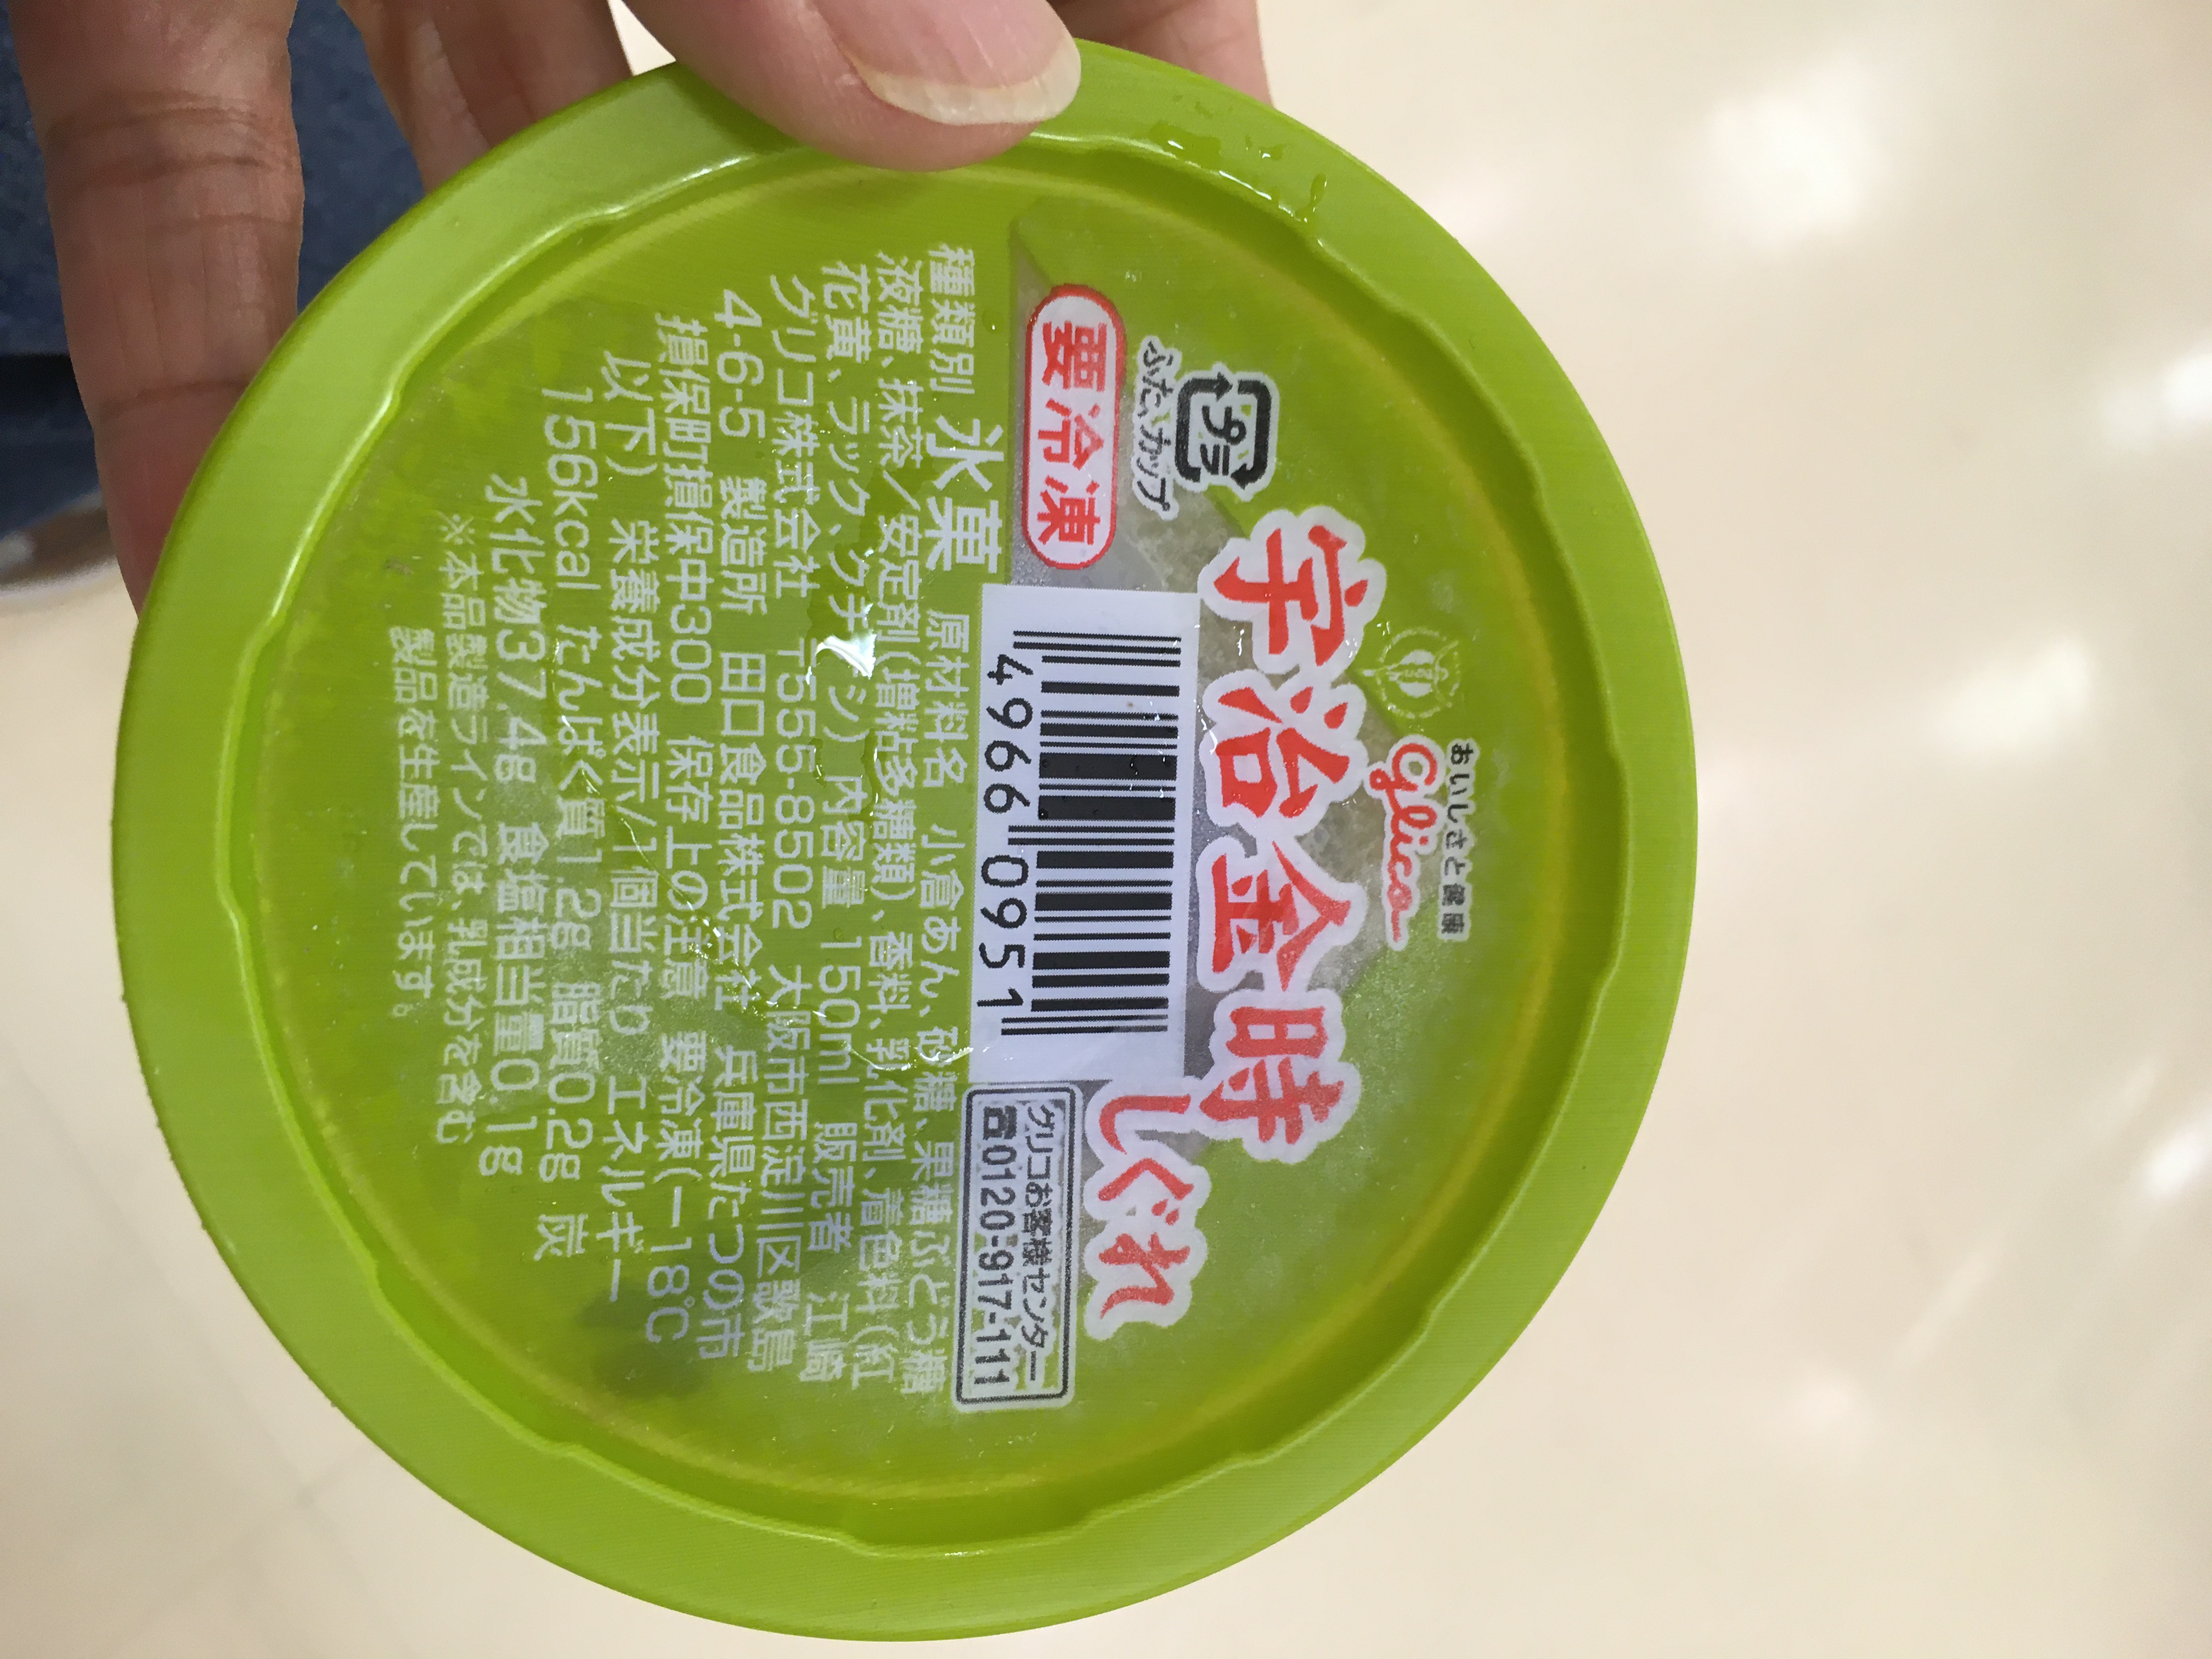 おいしさと健康
Glico
宇治金時
しぐれ
プラ
ふた、カップ
要冷凍
4966 0951
グリコお客様センター
☎0120-917-111
種類別 氷菓 原材料名 小倉あん、砂糖、果糖ぶどう糖
液糖、抹茶／安定剤(増粘多糖類)、香料、乳化剤、着色料(紅
花黄、ラック、クチナシ) 内容量 150ml 販売者 江崎
グリコ株式会社 〒555-8502 大阪市西淀川区歌島
4-6-5 製造所 田口食品株式会社 兵庫県たつの市
揖保町揖保中300 保存上の注意 要冷凍(－18℃
以下) 栄養成分表示/1個当たり エネルギー
156kcal たんぱく質1.2g 脂質0.2g 炭
水化物37.4g 食塩相当量0.1g
※本品製造ラインでは、乳成分を含む
製品を生産しています。